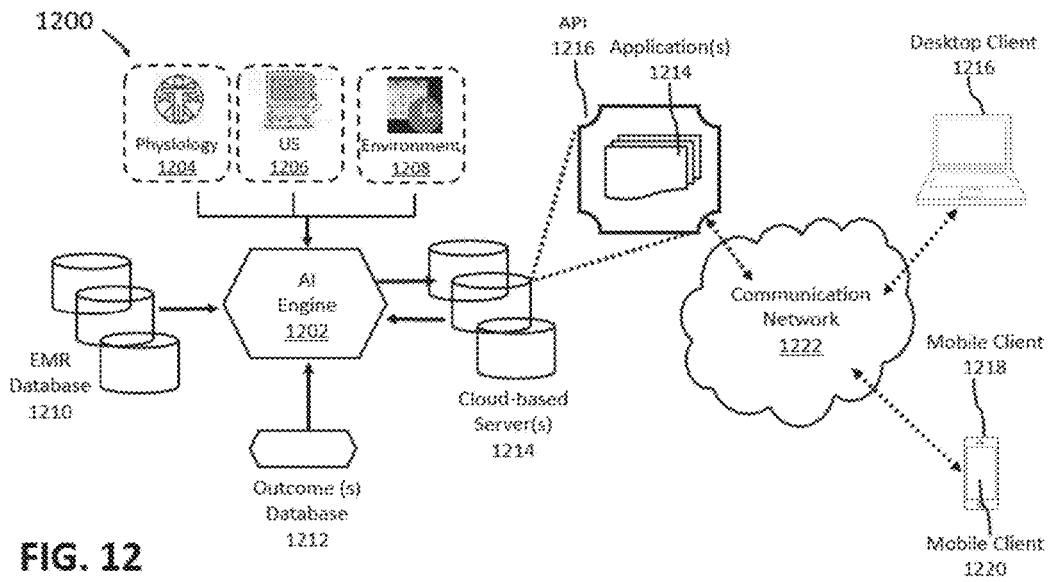 1200
Physiology
1204
US
1206
Environment
1208
API
1216
Application(s)
1214
Desktop Client
1216
EMR
Database
1210
AI
Engine
1202
Cloud-based
Server(s)
1214
Communication
Network
1222
Mobile Client
1218
Outcome (s)
Database
1212
Mobile Client
1220
FIG. 12